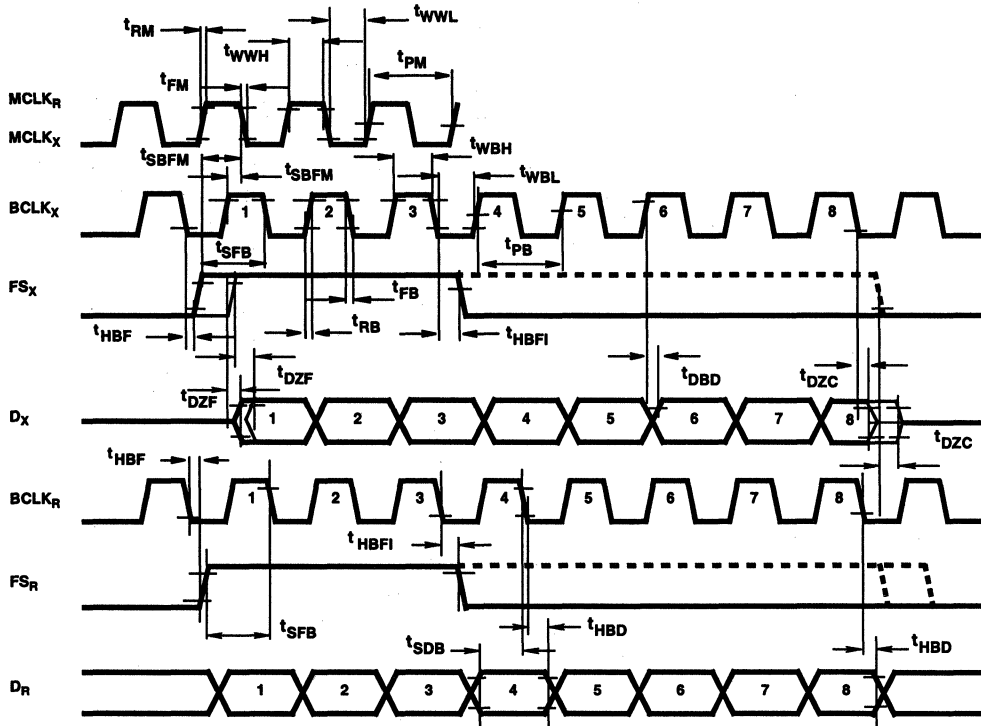 tRM
tWWL
tWWH
tFM
tPM
MCLKR
MCLKX
tSBFM
tWBH
tSBFM
tWBL
BCLKX
1 2 3 4 5 6 7 8
tSFB
tPB
FSX
tFB
tHBF
tRB
tHBFI
tDZF
tDBD
tDZC
tDZF
DX
1 2 3 4 5 6 7 8
tHBF
tDZC
BCLKR
1 2 3 4 5 6 7 8
tHBFI
FSR
tSFB
tSDB
tHBD
tHBD
DR
1 2 3 4 5 6 7 8